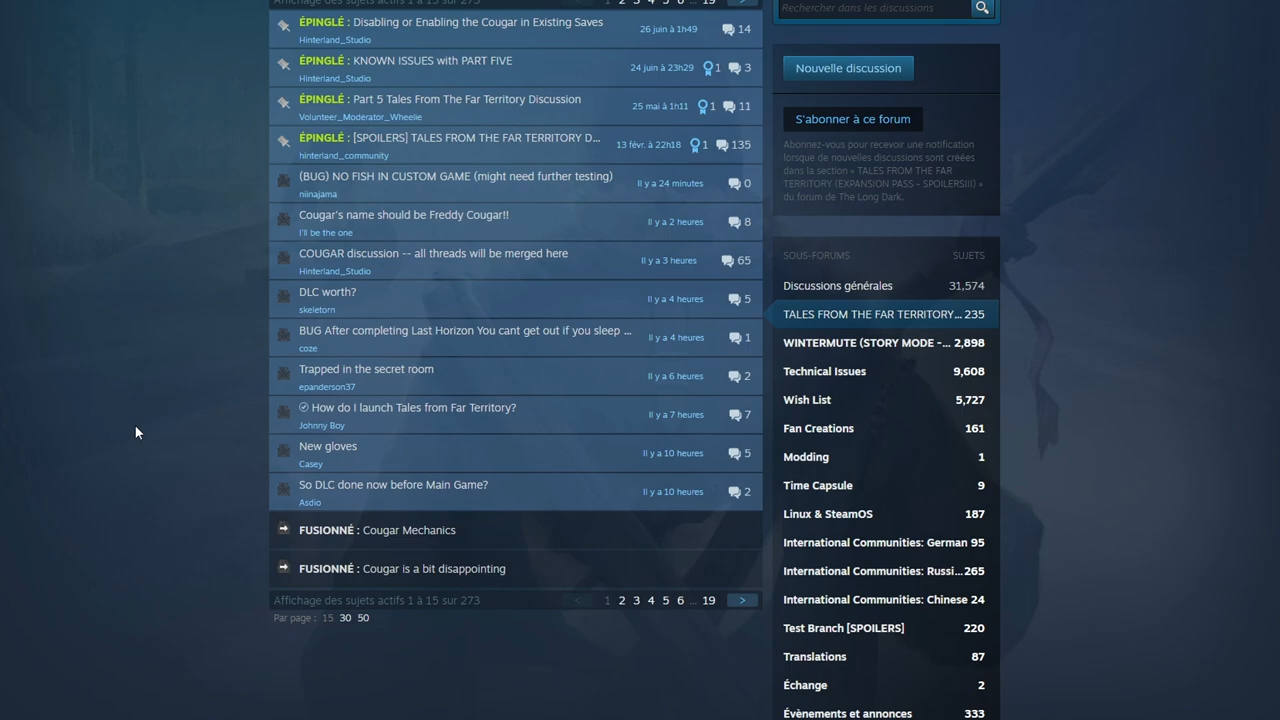 Affichage des sujets actifs 1 à 15 sur 273 < 1 2 3 4 5 6 ... 19 >
ÉPINGLÉ : Disabling or Enabling the Cougar in Existing Saves 26 juin à 1h49 14
Hinterland_Studio
ÉPINGLÉ : KNOWN ISSUES with PART FIVE 24 juin à 23h29 1 3
Hinterland_Studio
ÉPINGLÉ : Part 5 Tales From The Far Territory Discussion 25 mai à 1h11 1 11
Volunteer_Moderator_Wheelie
ÉPINGLÉ : [SPOILERS] TALES FROM THE FAR TERRITORY D... 13 févr. à 22h18 1 135
hinterland_community
(BUG) NO FISH IN CUSTOM GAME (might need further testing) Il y a 24 minutes 0
niinajama
Cougar's name should be Freddy Cougar!! Il y a 2 heures 8
I'll be the one
COUGAR discussion -- all threads will be merged here Il y a 3 heures 65
Hinterland_Studio
DLC worth? Il y a 4 heures 5
skeletorn
BUG After completing Last Horizon You cant get out if you sleep ... Il y a 4 heures 1
coze
Trapped in the secret room Il y a 6 heures 2
epanderson37
How do I launch Tales from Far Territory? Il y a 7 heures 7
Johnny Boy
New gloves Il y a 10 heures 5
Casey
So DLC done now before Main Game? Il y a 10 heures 2
Asdio
FUSIONNÉ : Cougar Mechanics
FUSIONNÉ : Cougar is a bit disappointing
Affichage des sujets actifs 1 à 15 sur 273 < 1 2 3 4 5 6 ... 19 >
Par page : 15 30 50
Rechercher dans les discussions
Nouvelle discussion
S'abonner à ce forum
Abonnez-vous pour recevoir une notification
lorsque de nouvelles discussions sont créées
dans la section « TALES FROM THE FAR
TERRITORY (EXPANSION PASS - SPOILERS!!!) »
du forum de The Long Dark.
SOUS-FORUMS SUJETS
Discussions générales 31,574
TALES FROM THE FAR TERRITORY... 235
WINTERMUTE (STORY MODE -... 2,898
Technical Issues 9,608
Wish List 5,727
Fan Creations 161
Modding 1
Time Capsule 9
Linux & SteamOS 187
International Communities: German 95
International Communities: Russi... 265
International Communities: Chinese 24
Test Branch [SPOILERS] 220
Translations 87
Échange 2
Évènements et annonces 333